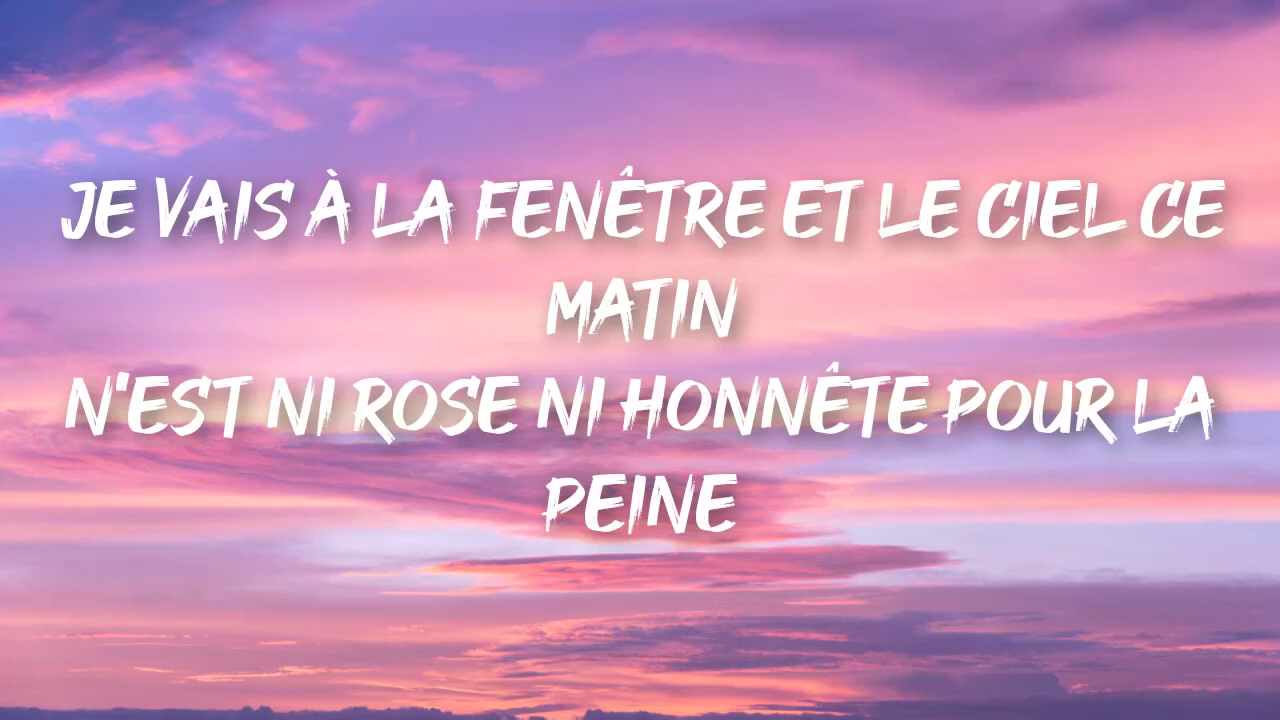 JE VAIS À LA FENÊTRE ET LE CIEL CE
MATIN
N'EST NI ROSE NI HONNÊTE POUR LA
PEINE